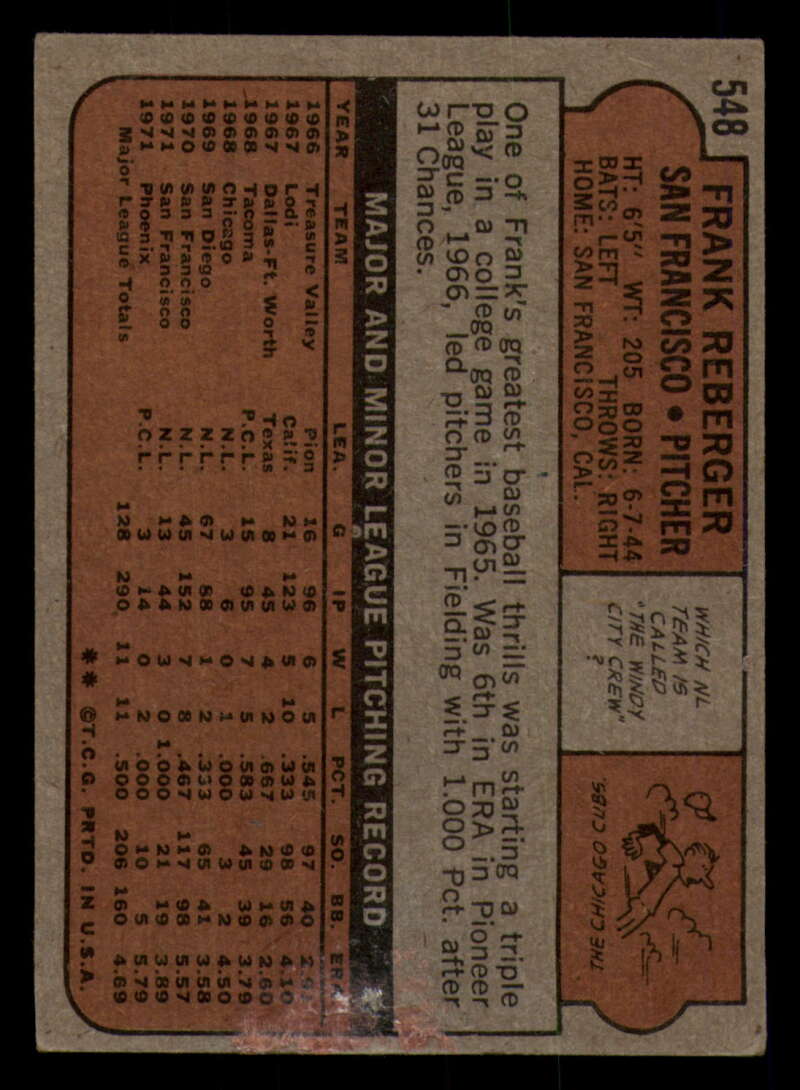 548
FRANK REBERGER
SAN FRANCISCO • PITCHER
HT: 6'5" WT: 205 BORN: 6-7-44
BATS: LEFT THROWS: RIGHT
HOME: SAN FRANCISCO, CAL.
WHICH NL
TEAM IS
CALLED
"THE WINDY
CITY CREW"
?
THE CHICAGO CUBS.
One of Frank's greatest baseball thrills was starting a triple
play in a college game in 1965. Was 6th in ERA in Pioneer
League, 1966, led pitchers in Fielding with 1.000 Pct. after
31 Chances.
MAJOR AND MINOR LEAGUE PITCHING RECORD
YEAR TEAM LEA. G IP W L PCT. SO. BB. ERA
1966 Treasure Valley Pion 16 96 6 5 .545 97 40
1967 Lodi Calif. 21 123 5 10 .333 98 56 4.10
1967 Dallas-Ft. Worth Texas 8 45 4 2 .667 29 16 2.60
1968 Tacoma P.C.L. 15 95 7 5 .583 45 39 3.79
1968 Chicago N.L. 3 6 0 1 .000 3 2 4.50
1969 San Diego N.L. 67 88 1 2 .333 65 41 3.58
1970 San Francisco N.L. 45 152 7 8 .467 117 98 5.57
1971 San Francisco N.L. 13 44 3 0 1.000 21 19 3.89
1971 Phoenix P.C.L. 3 14 0 2 .000 10 5 5.79
Major League Totals 128 290 11 11 .500 206 160 4.69
** ©T.C.G. PRTD. IN U.S.A.